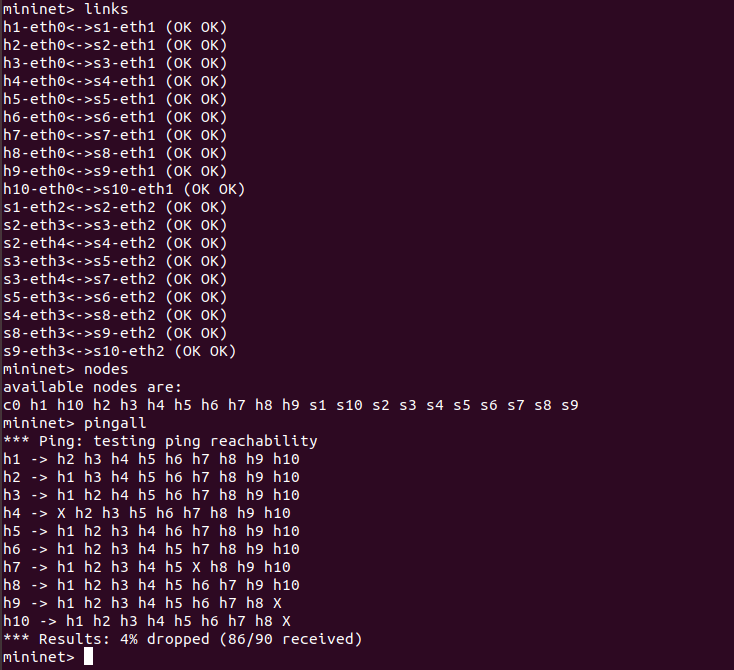 mininet> links
h1-eth0<->s1-eth1 (OK OK)
h2-eth0<->s2-eth1 (OK OK)
h3-eth0<->s3-eth1 (OK OK)
h4-eth0<->s4-eth1 (OK OK)
h5-eth0<->s5-eth1 (OK OK)
h6-eth0<->s6-eth1 (OK OK)
h7-eth0<->s7-eth1 (OK OK)
h8-eth0<->s8-eth1 (OK OK)
h9-eth0<->s9-eth1 (OK OK)
h10-eth0<->s10-eth1 (OK OK)
s1-eth2<->s2-eth2 (OK OK)
s2-eth3<->s3-eth2 (OK OK)
s2-eth4<->s4-eth2 (OK OK)
s3-eth3<->s5-eth2 (OK OK)
s3-eth4<->s7-eth2 (OK OK)
s5-eth3<->s6-eth2 (OK OK)
s4-eth3<->s8-eth2 (OK OK)
s8-eth3<->s9-eth2 (OK OK)
s9-eth3<->s10-eth2 (OK OK)
mininet> nodes
available nodes are:
c0 h1 h10 h2 h3 h4 h5 h6 h7 h8 h9 s1 s10 s2 s3 s4 s5 s6 s7 s8 s9
mininet> pingall
*** Ping: testing ping reachability
h1 -> h2 h3 h4 h5 h6 h7 h8 h9 h10
h2 -> h1 h3 h4 h5 h6 h7 h8 h9 h10
h3 -> h1 h2 h4 h5 h6 h7 h8 h9 h10
h4 -> X h2 h3 h5 h6 h7 h8 h9 h10
h5 -> h1 h2 h3 h4 h6 h7 h8 h9 h10
h6 -> h1 h2 h3 h4 h5 h7 h8 h9 h10
h7 -> h1 h2 h3 h4 h5 X h8 h9 h10
h8 -> h1 h2 h3 h4 h5 h6 h7 h9 h10
h9 -> h1 h2 h3 h4 h5 h6 h7 h8 X
h10 -> h1 h2 h3 h4 h5 h6 h7 h8 X
*** Results: 4% dropped (86/90 received)
mininet>